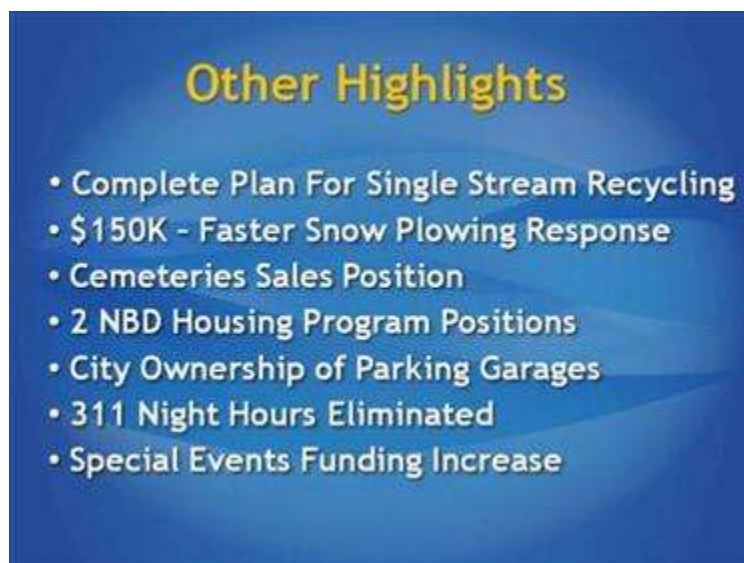 Other Highlights
• Complete Plan For Single Stream Recycling
• $150K - Faster Snow Plowing Response
• Cemeteries Sales Position
• 2 NBD Housing Program Positions
• City Ownership of Parking Garages
• 311 Night Hours Eliminated
• Special Events Funding Increase